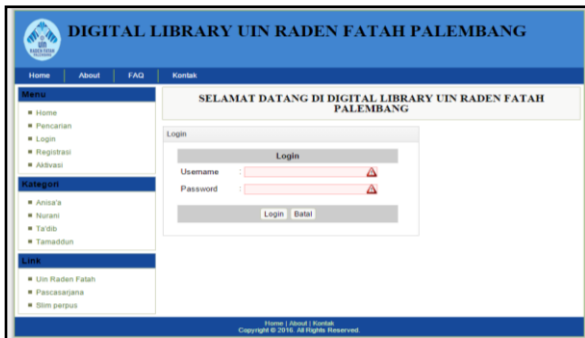 DIGITAL LIBRARY UIN RADEN FATAH PALEMBANG
Home About FAQ Kontak
Menu
Home
Pencarian
Login
Registrasi
Aktivasi
Kategori
Anisa'a
Nurani
Ta'dib
Tamaddun
Link
Uin Raden Fatah
Pascasarjana
Slim perpus
SELAMAT DATANG DI DIGITAL LIBRARY UIN RADEN FATAH
PALEMBANG
Login
Login
Username :
Password :
Login Batal
Home | About | Kontak
Copyright © 2016. All Rights Reserved.